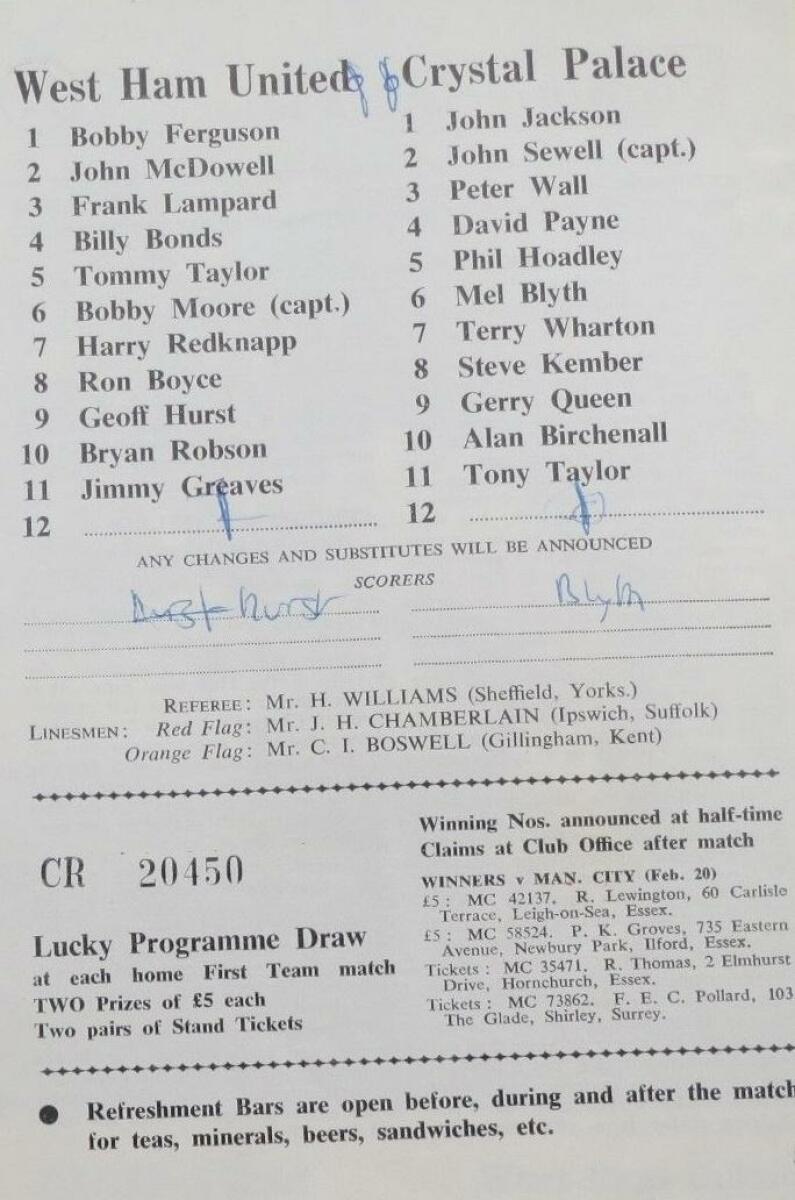 West Ham United
1 Bobby Ferguson
2 John McDowell
3 Frank Lampard
4 Billy Bonds
5 Tommy Taylor
6 Bobby Moore (capt.)
7 Harry Redknapp
8 Ron Boyce
9 Geoff Hurst
10 Bryan Robson
11 Jimmy Greaves
12
Crystal Palace
1 John Jackson
2 John Sewell (capt.)
3 Peter Wall
4 David Payne
5 Phil Hoadley
6 Mel Blyth
7 Terry Wharton
8 Steve Kember
9 Gerry Queen
10 Alan Birchenall
11 Tony Taylor
12
ANY CHANGES AND SUBSTITUTES WILL BE ANNOUNCED
SCORERS
Hurst
Blyth
REFEREE: Mr. H. WILLIAMS (Sheffield, Yorks.)
LINESMEN: Red Flag: Mr. J. H. CHAMBERLAIN (Ipswich, Suffolk)
Orange Flag: Mr. C. I. BOSWELL (Gillingham, Kent)
CR 20450
Lucky Programme Draw
at each home First Team match
TWO Prizes of £5 each
Two pairs of Stand Tickets
Winning Nos. announced at half-time
Claims at Club Office after match
WINNERS v MAN. CITY (Feb. 20)
£5: MC 42137. R. Lewington, 60 Carlisle
Terrace, Leigh-on-Sea, Essex.
£5: MC 58524. P. K. Groves, 735 Eastern
Avenue, Newbury Park, Ilford, Essex.
Tickets: MC 35471. R. Thomas, 2 Elmhurst
Drive, Hornchurch, Essex.
Tickets: MC 73862. F. E. C. Pollard, 103
The Glade, Shirley, Surrey.
● Refreshment Bars are open before, during and after the match
for teas, minerals, beers, sandwiches, etc.